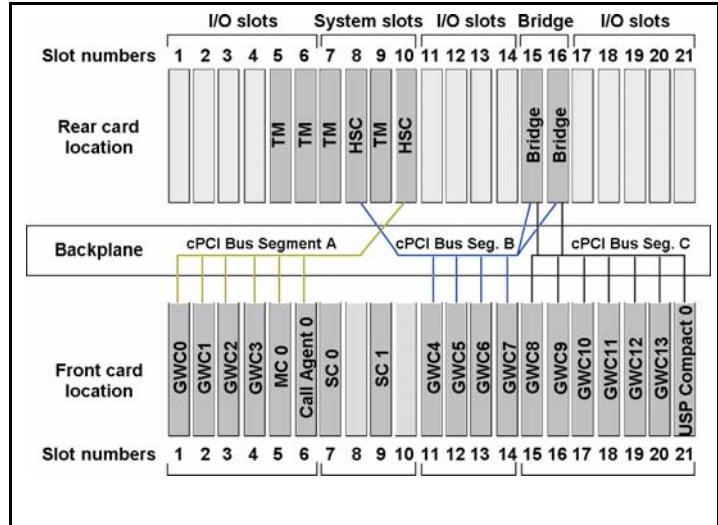 I/O slots System slots I/O slots Bridge I/O slots
Slot numbers 1 2 3 4 5 6 7 8 9 10 11 12 13 14 15 16 17 18 19 20 21
Rear card
location
TM
TM
TM
HSC
TM
HSC
Bridge
Bridge
Backplane
cPCI Bus Segment A
cPCI Bus Seg. B
cPCI Bus Seg. C
Front card
location
GWC0
GWC1
GWC2
GWC3
MC 0
Call Agent 0
SC 0
SC 1
GWC4
GWC5
GWC6
GWC7
GWC8
GWC9
GWC10
GWC11
GWC12
GWC13
USP Compact 0
Slot numbers 1 2 3 4 5 6 7 8 9 10 11 12 13 14 15 16 17 18 19 20 21